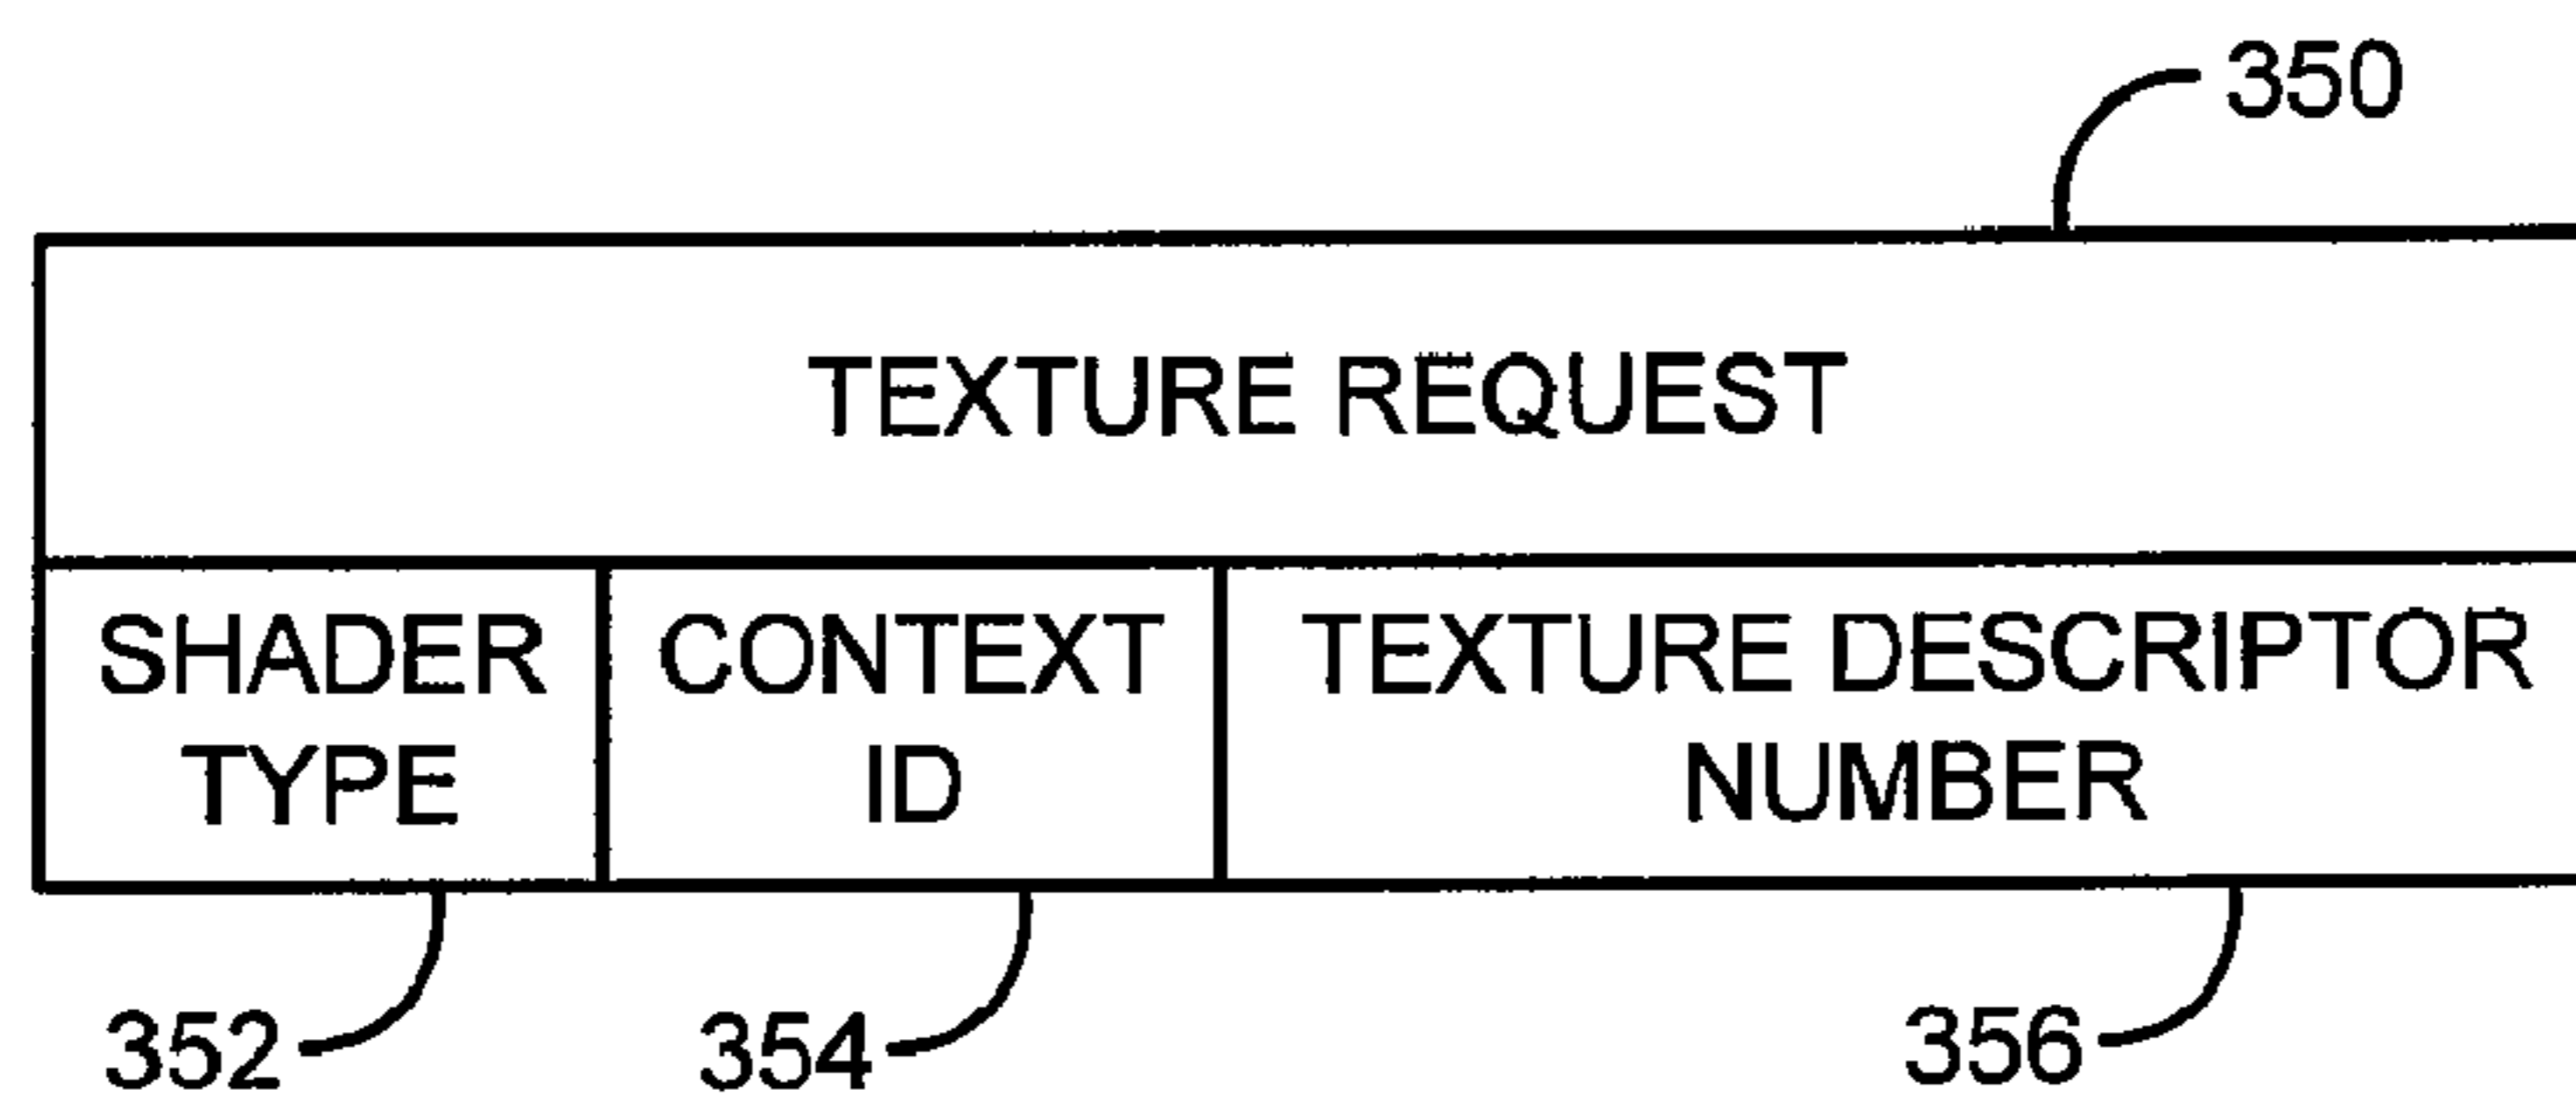 350
TEXTURE REQUEST
SHADER TYPE
CONTEXT ID
TEXTURE DESCRIPTOR NUMBER
352
354
356